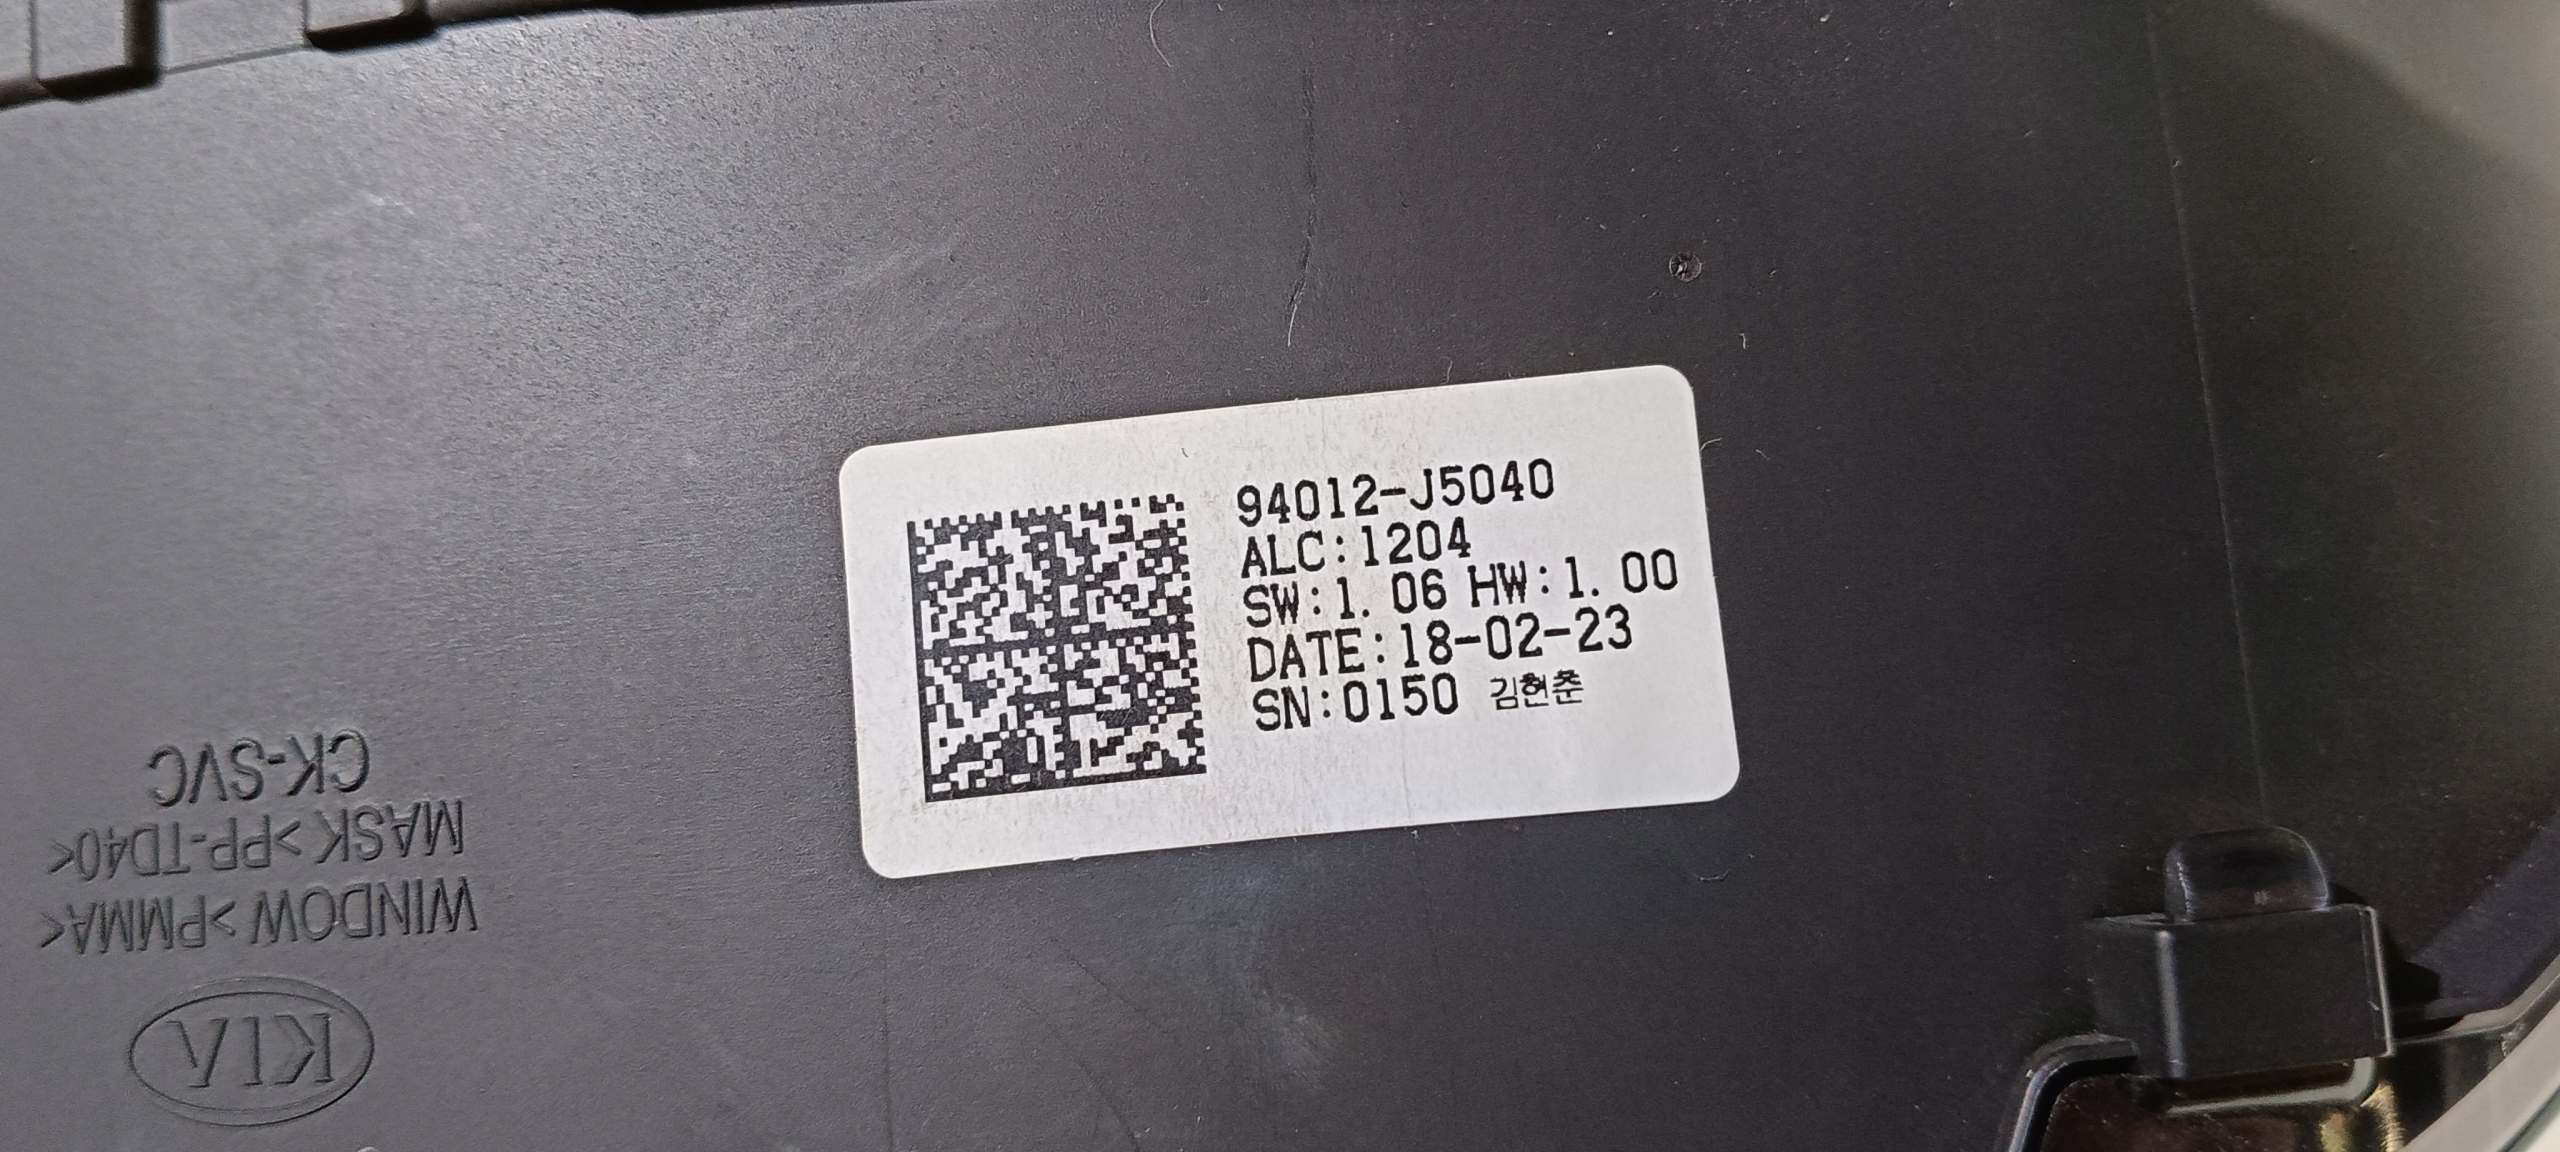 94012-J5040
ALC:1204
SW:1.06 HW:1.00
DATE:18-02-23
SN:0150 김현춘
KIA
WINDOW >PMMA<
MASK >PP-TD40<
CK-SVC